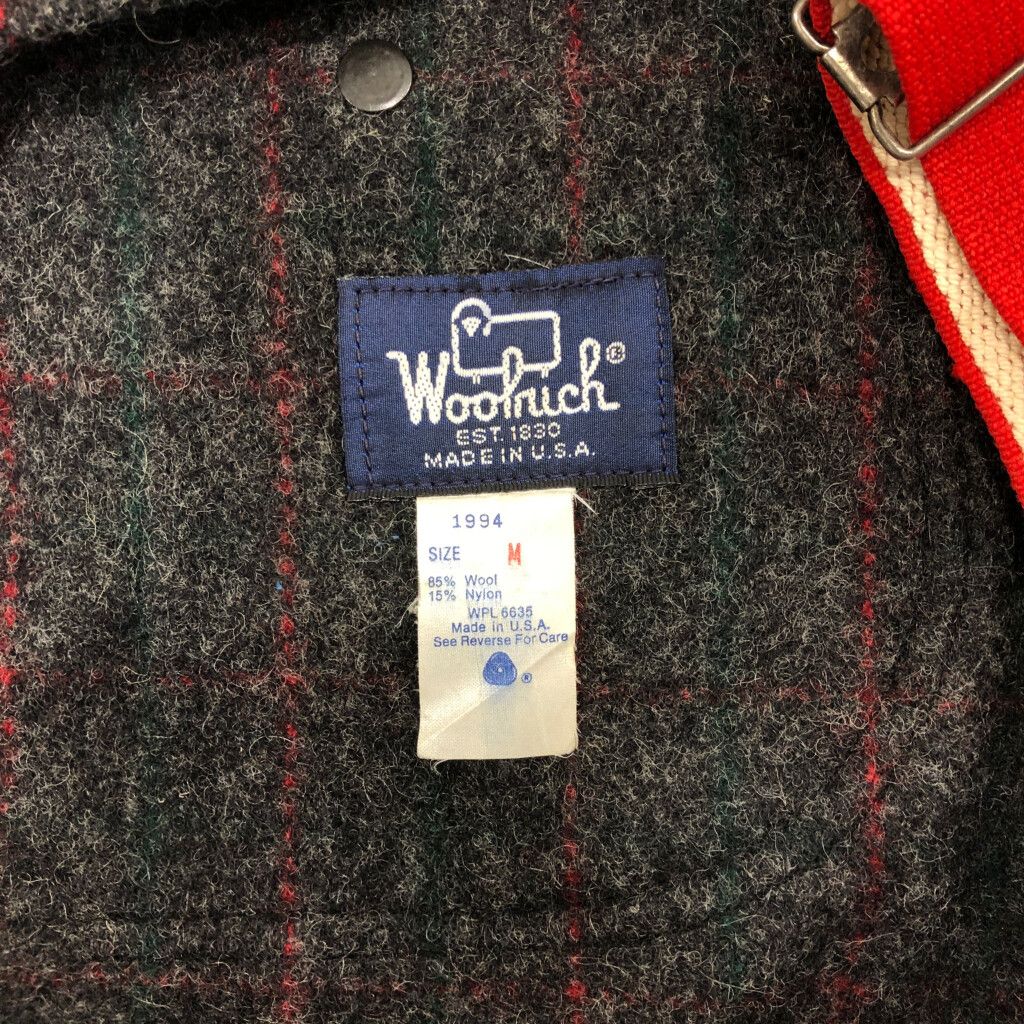 Woolrich®
EST. 1830
MADE IN U.S.A.
1994
SIZE M
85% Wool
15% Nylon
WPL 6635
Made in U.S.A.
See Reverse For Care
®